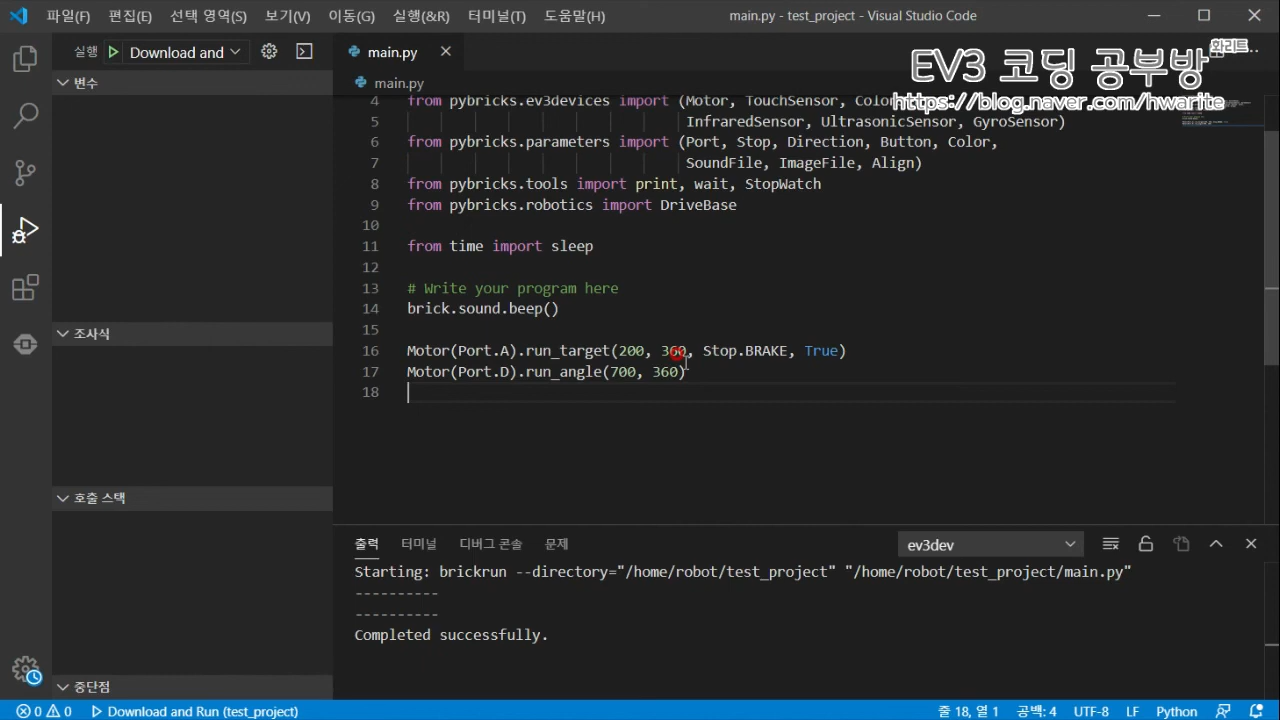 파일(F) 편집(E) 선택 영역(S) 보기(V) 이동(G) 실행(&R) 터미널(T) 도움말(H) main.py - test_project - Visual Studio Code
실행 Download and main.py 화리트
EV3 코딩 공부방
https://blog.naver.com/hwarite
변수
main.py
4 from pybricks.ev3devices import (Motor, TouchSensor,
5 InfraredSensor, UltrasonicSensor, GyroSensor)
6 from pybricks.parameters import (Port, Stop, Direction, Button, Color,
7 SoundFile, ImageFile, Align)
8 from pybricks.tools import print, wait, StopWatch
9 from pybricks.robotics import DriveBase
10
11 from time import sleep
12
13 # Write your program here
14 brick.sound.beep()
15
16 Motor(Port.A).run_target(200, 360, Stop.BRAKE, True)
17 Motor(Port.D).run_angle(700, 360)
18
조사식
호출 스택
중단점
출력 터미널 디버그 콘솔 문제 ev3dev
Starting: brickrun --directory="/home/robot/test_project" "/home/robot/test_project/main.py"
----------
----------
Completed successfully.
0 0 Download and Run (test_project) 줄 18, 열 1 공백: 4 UTF-8 LF Python